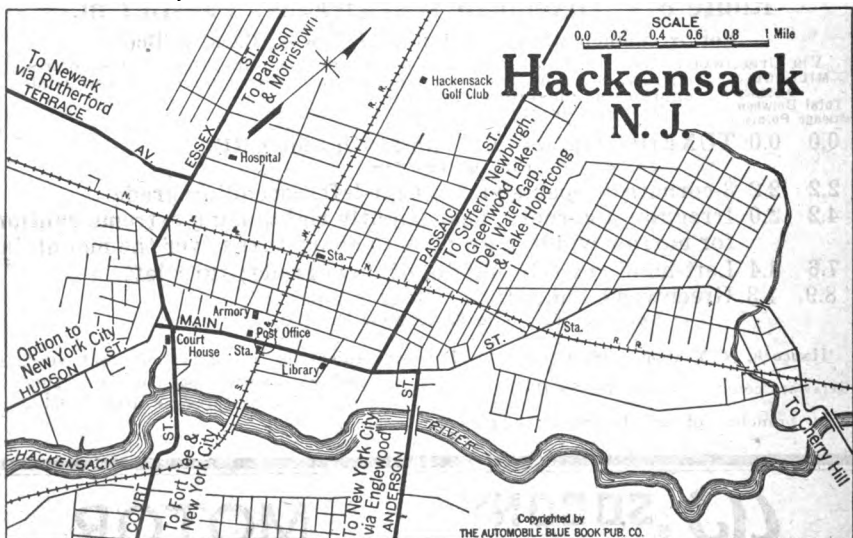 SCALE
0.0 0.2 0.4 0.6 0.8 1 Mile
Hackensack
N. J.
To Newark
via Rutherford
TERRACE
AV.
ESSEX
ST.
To Paterson
& Morristown
Hackensack
Golf Club
Hospital
R. R.
PASSAIC
ST.
To Suffern, Newburgh,
Greenwood Lake,
Del. Water Gap,
& Lake Hopatcong
Sta.
Armory
MAIN
Post Office
Court
House
Sta.
Library
ST.
Sta.
R. R.
Option to
New York City
HUDSON ST.
HACKENSACK
RIVER
COURT
ST.
To Fort Lee &
New York City
To New York City
via Englewood
ANDERSON
ST.
To Cherry Hill
Copyrighted by
THE AUTOMOBILE BLUE BOOK PUB. CO.